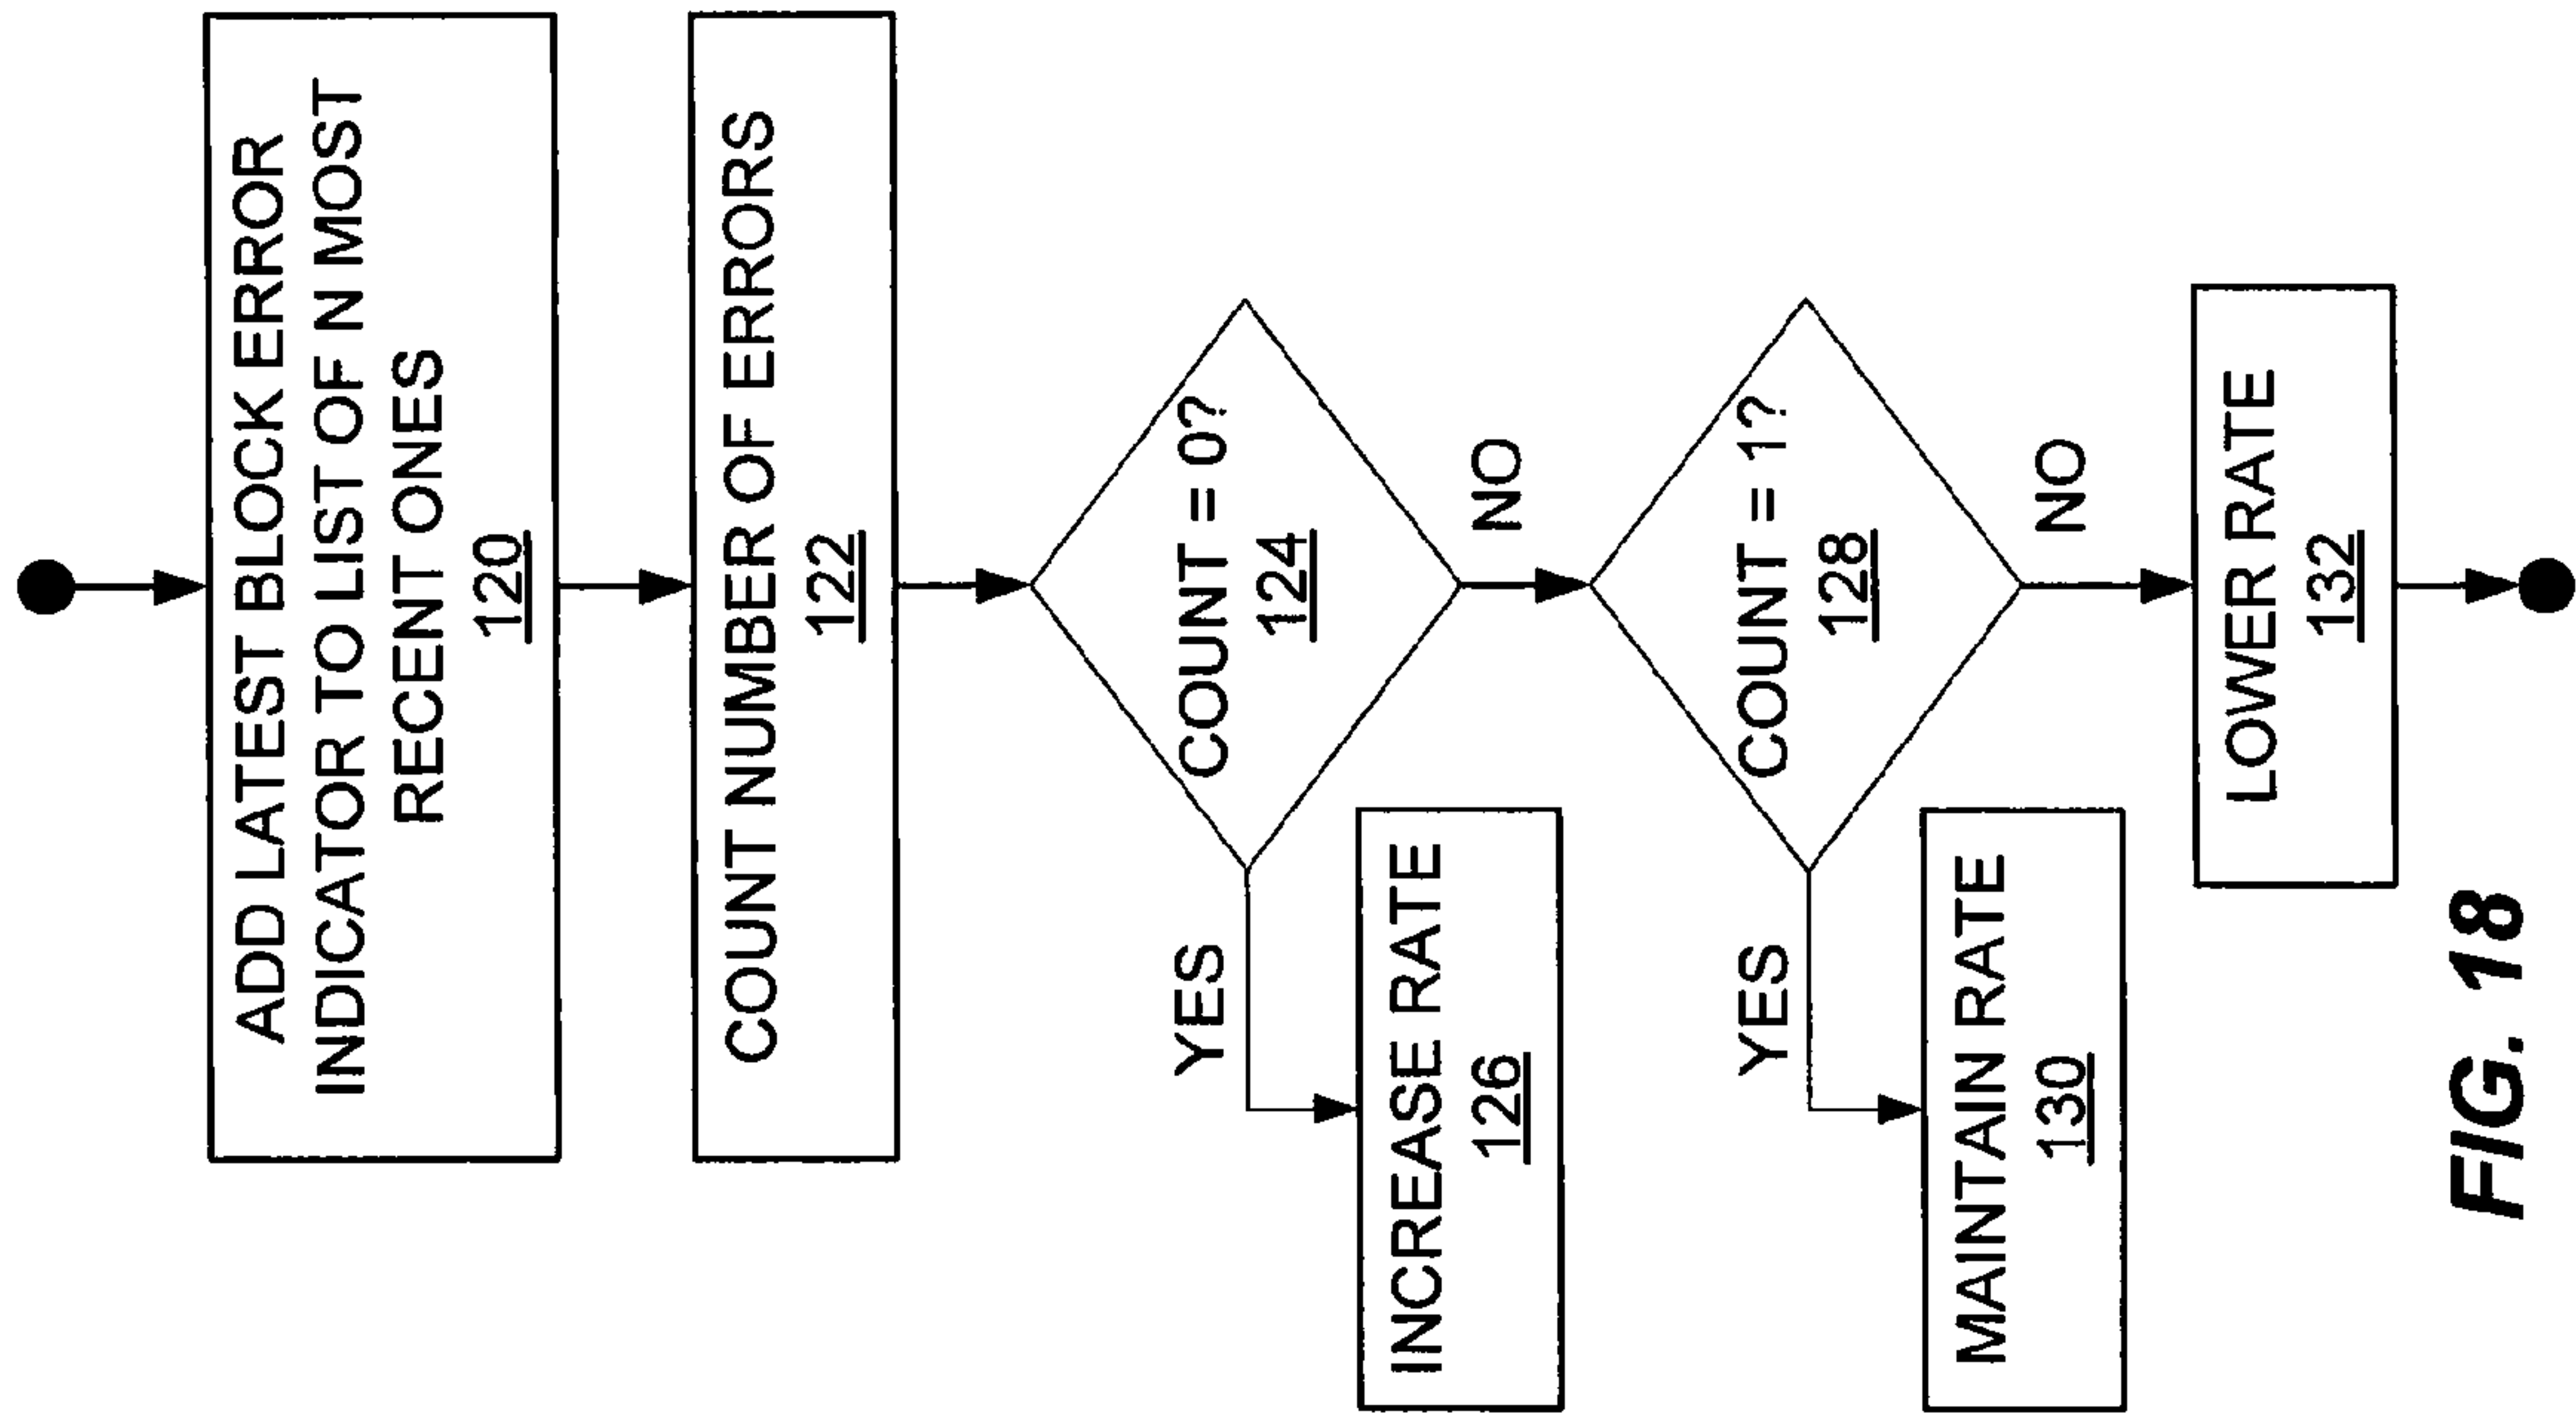 ADD LATEST BLOCK ERROR
INDICATOR TO LIST OF N MOST
RECENT ONES
120
COUNT NUMBER OF ERRORS
122
COUNT = 0?
124
YES
NO
INCREASE RATE
126
COUNT = 1?
128
YES
NO
MAINTAIN RATE
130
LOWER RATE
132
FIG. 18